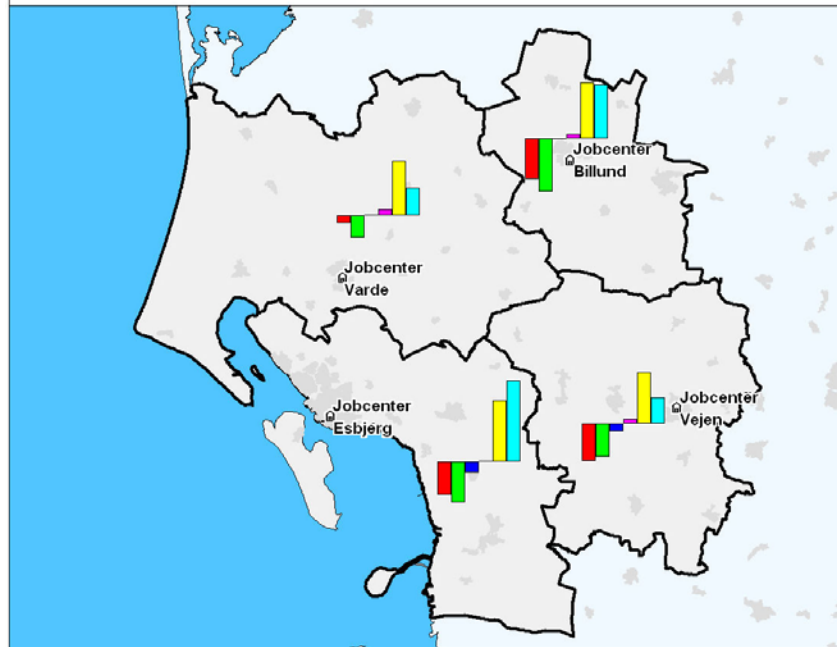 Jobcenter
Billund
Jobcenter
Varde
Jobcenter
Vejen
Jobcenter
Esbjerg